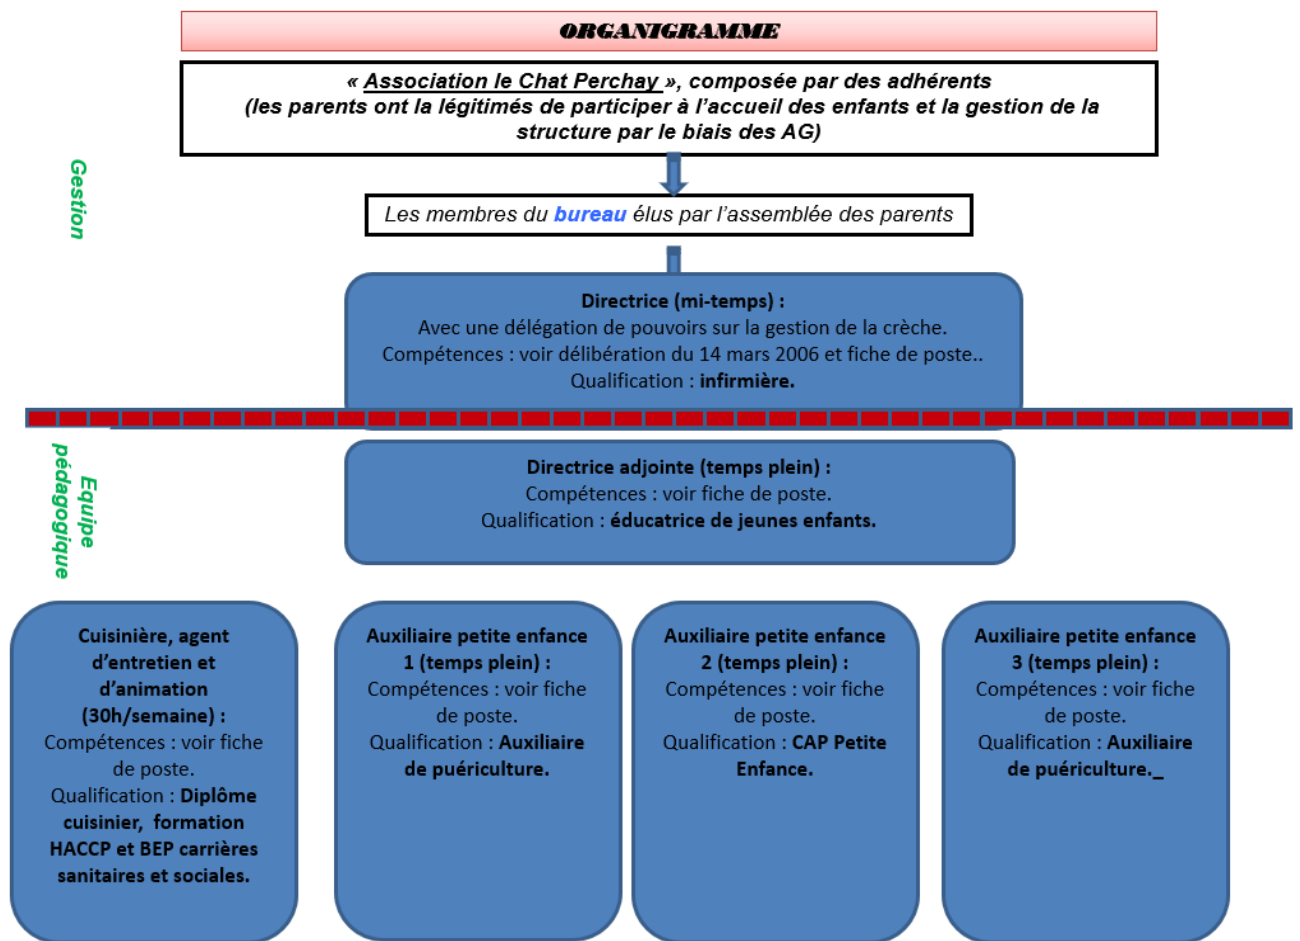 ORGANIGRAMME
« Association le Chat Perchay », composée par des adhérents
(les parents ont la légitimés de participer à l'accueil des enfants et la gestion de la
structure par le biais des AG)
Gestion
Les membres du bureau élus par l'assemblée des parents
Directrice (mi-temps) :
Avec une délégation de pouvoirs sur la gestion de la crèche.
Compétences : voir délibération du 14 mars 2006 et fiche de poste..
Qualification : infirmière.
Equipe
pédagogique
Directrice adjointe (temps plein) :
Compétences : voir fiche de poste.
Qualification : éducatrice de jeunes enfants.
Cuisinière, agent
d'entretien et
d'animation
(30h/semaine) :
Compétences : voir fiche
de poste.
Qualification : Diplôme
cuisinier, formation
HACCP et BEP carrières
sanitaires et sociales.
Auxiliaire petite enfance
1 (temps plein) :
Compétences : voir fiche
de poste.
Qualification : Auxiliaire
de puériculture.
Auxiliaire petite enfance
2 (temps plein) :
Compétences : voir fiche
de poste.
Qualification : CAP Petite
Enfance.
Auxiliaire petite enfance
3 (temps plein) :
Compétences : voir fiche
de poste.
Qualification : Auxiliaire
de puériculture._